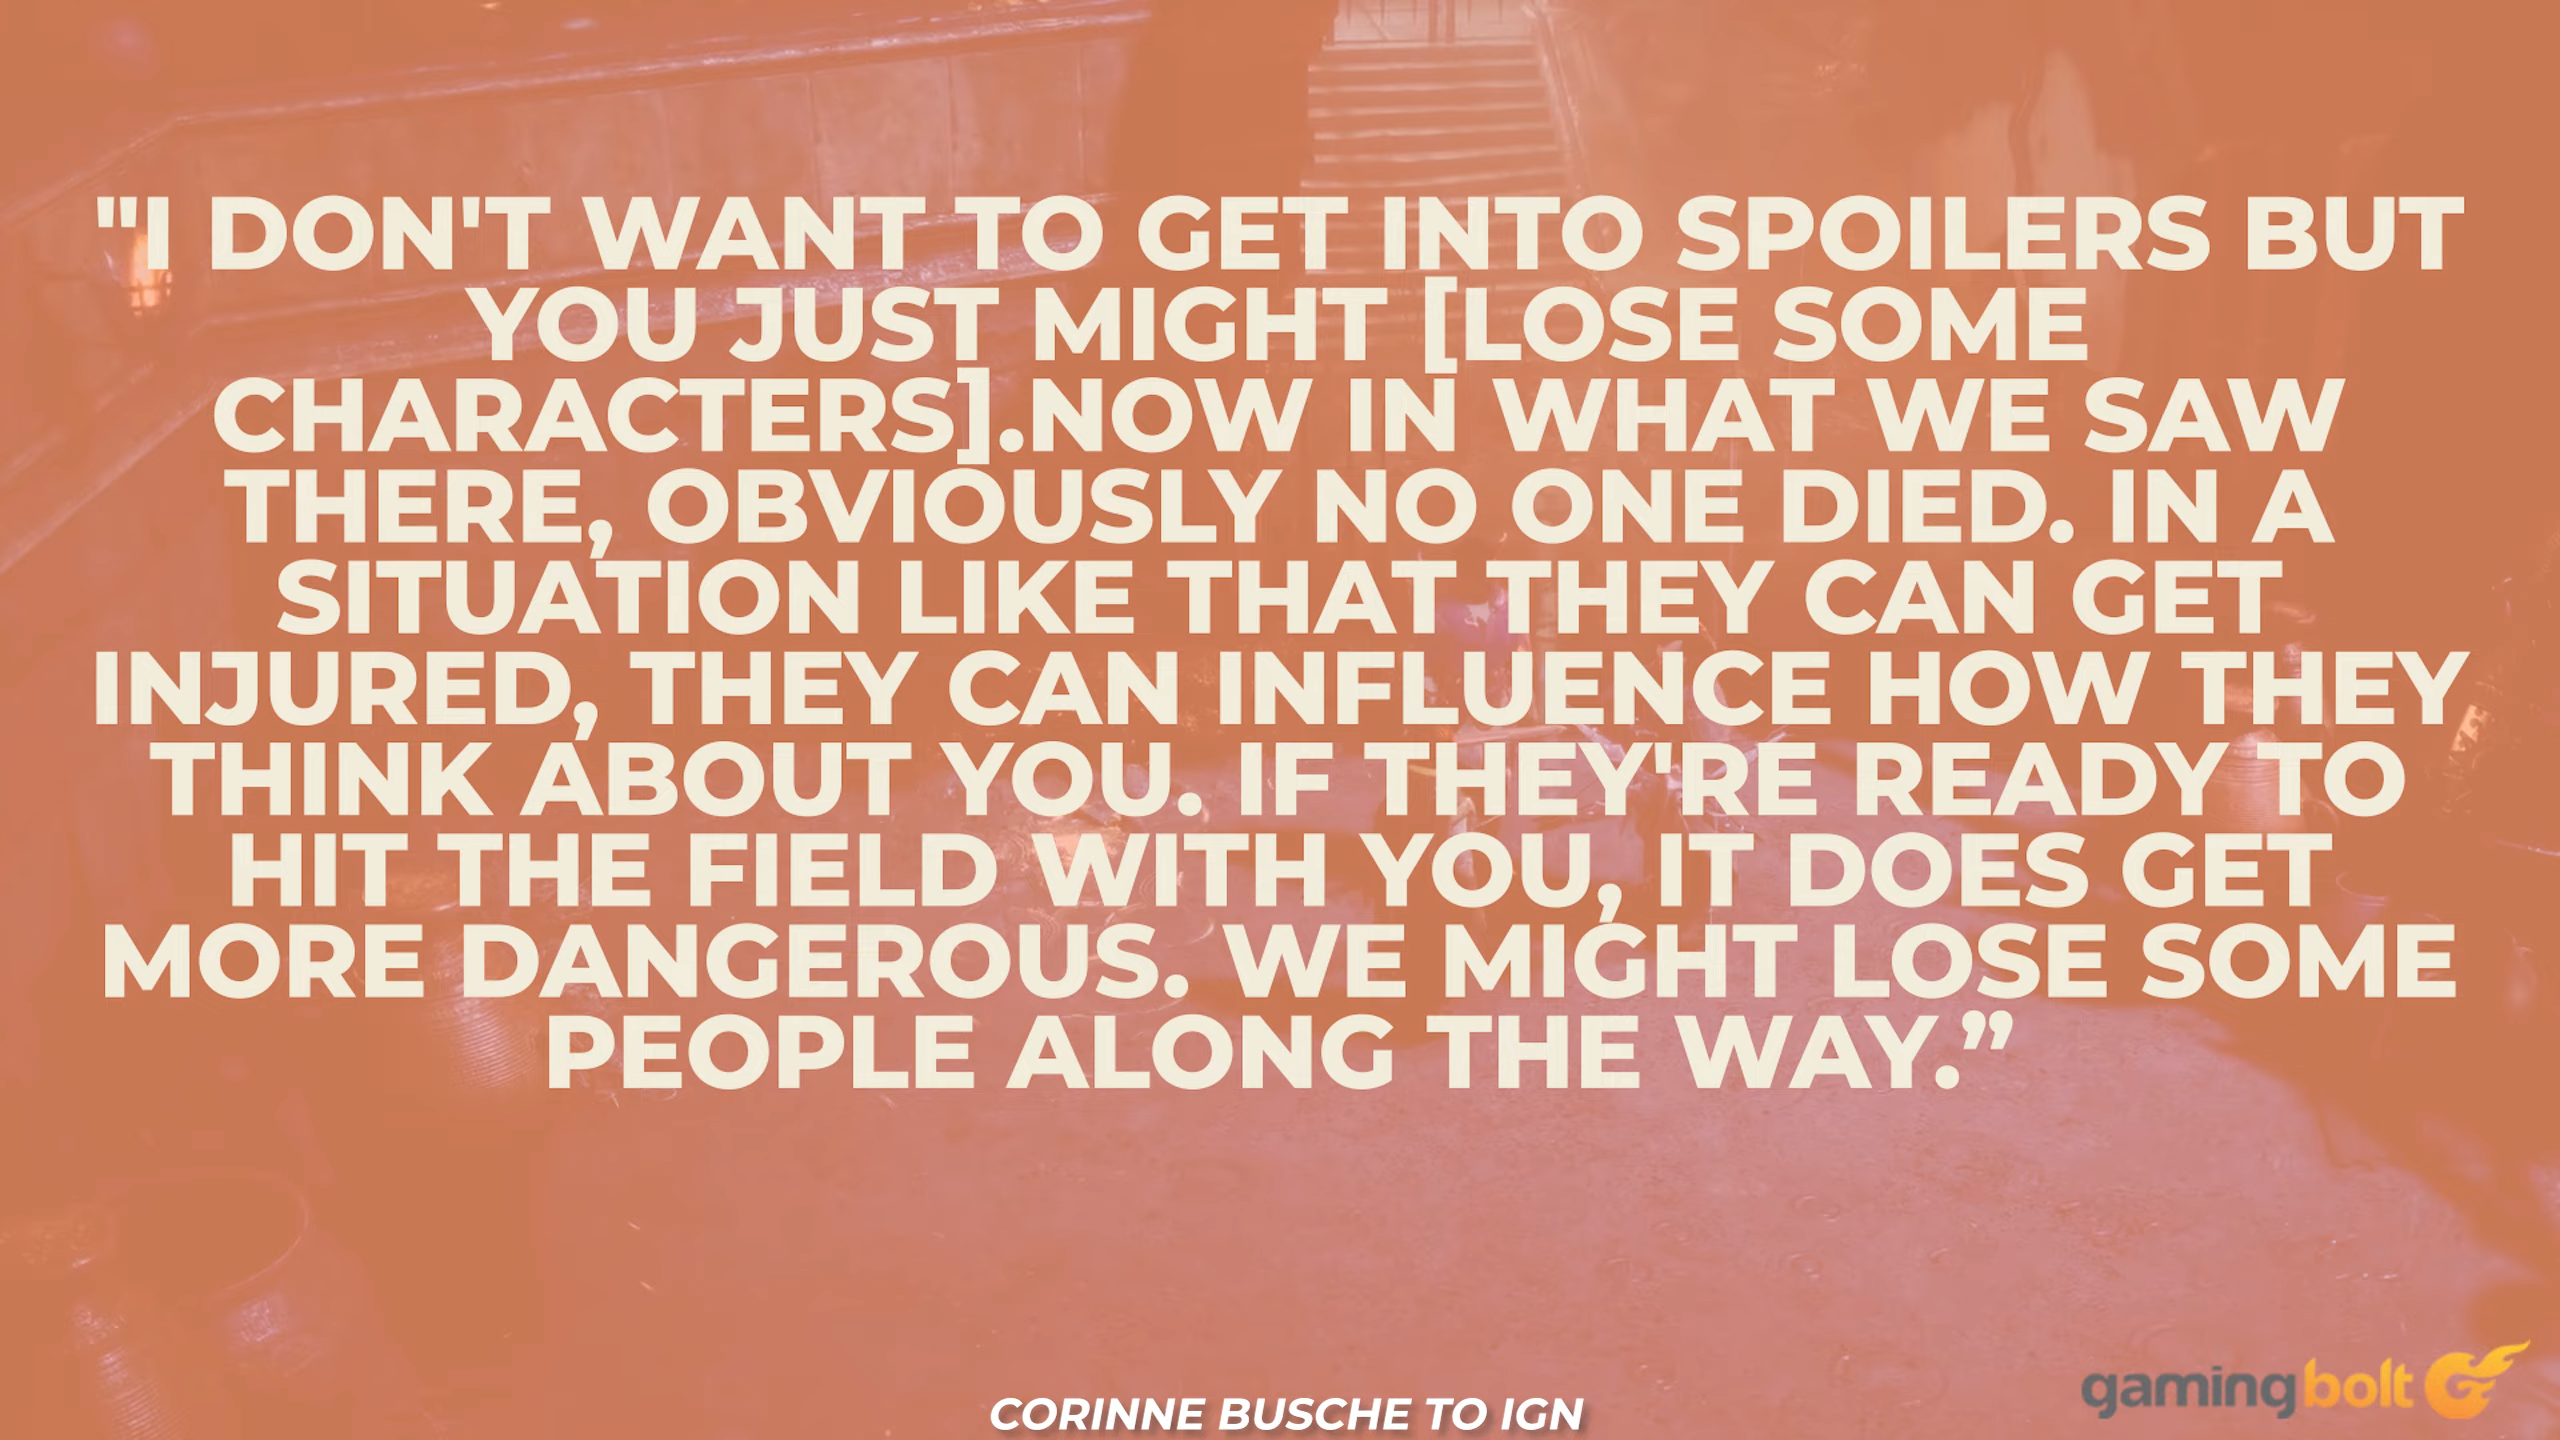 "I DON'T WANT TO GET INTO SPOILERS BUT
YOU JUST MIGHT [LOSE SOME
CHARACTERS].NOW IN WHAT WE SAW
THERE, OBVIOUSLY NO ONE DIED. IN A
SITUATION LIKE THAT THEY CAN GET
INJURED, THEY CAN INFLUENCE HOW THEY
THINK ABOUT YOU. IF THEY'RE READY TO
HIT THE FIELD WITH YOU, IT DOES GET
MORE DANGEROUS. WE MIGHT LOSE SOME
PEOPLE ALONG THE WAY.”
CORINNE BUSCHE TO IGN
gamingbolt